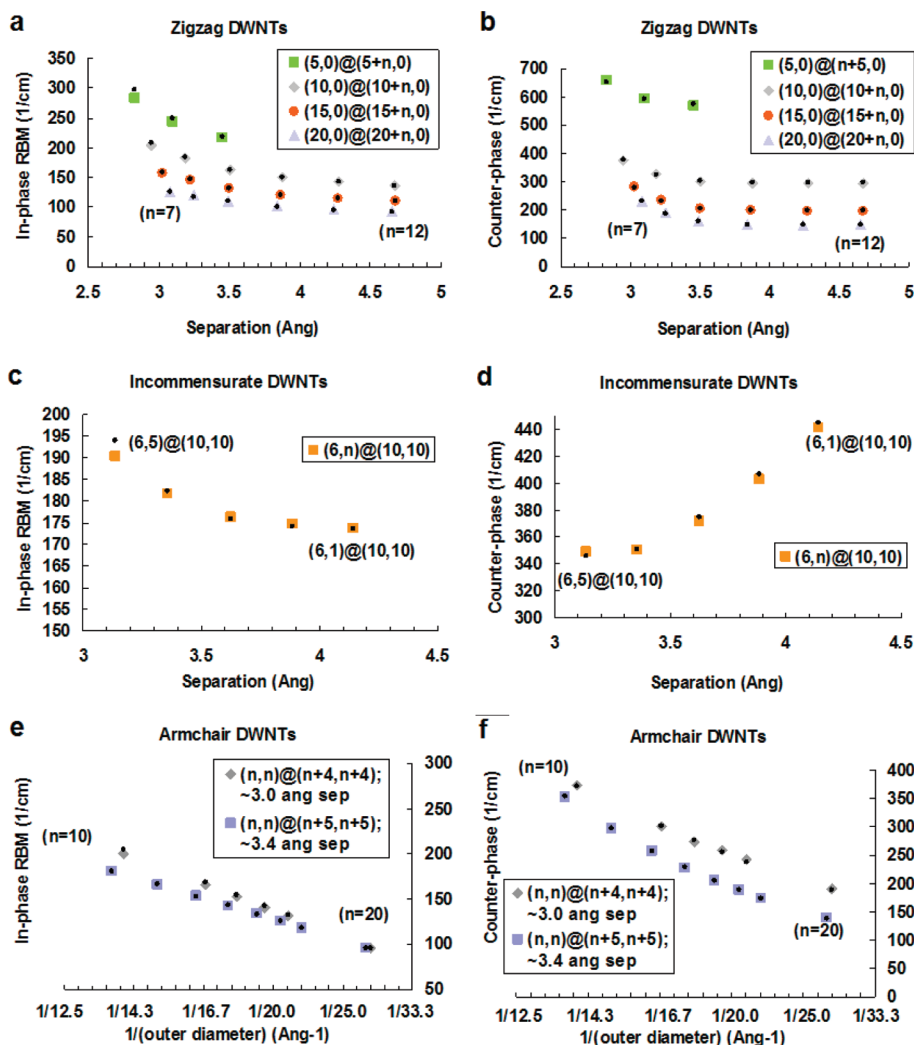 a
Zigzag DWNTs
In-phase RBM (1/cm)
350
300
250
200
150
100
50
0
(5,0)@(5+n,0)
(10,0)@(10+n,0)
(15,0)@(15+n,0)
(20,0)@(20+n,0)
(n=7)
(n=12)
2.5 3 3.5 4 4.5 5
Separation (Ang)
b
Zigzag DWNTs
Counter-phase (1/cm)
700
600
500
400
300
200
100
0
(5,0)@(n+5,0)
(10,0)@(10+n,0)
(15,0)@(15+n,0)
(20,0)@(20+n,0)
(n=7)
(n=12)
2.5 3 3.5 4 4.5 5
Separation (Ang)
c
Incommensurate DWNTs
In-phase RBM (1/cm)
200
195
190
185
180
175
170
165
160
155
150
(6,5)@(10,10)
(6,n)@(10,10)
(6,1)@(10,10)
3 3.5 4 4.5
Separation (Ang)
d
Incommensurate DWNTs
Counter-phase (1/cm)
440
420
400
380
360
340
320
300
(6,1)@(10,10)
(6,n)@(10,10)
(6,5)@(10,10)
3 3.5 4 4.5
Separation (Ang)
e
Armchair DWNTs
In-phase RBM (1/cm)
300
250
200
150
100
50
(n,n)@(n+4,n+4);
~3.0 ang sep
(n,n)@(n+5,n+5);
~3.4 ang sep
(n=10)
(n=20)
1/12.5 1/14.3 1/16.7 1/20.0 1/25.0 1/33.3
1/(outer diameter) (Ang-1)
f
Armchair DWNTs
Counter-phase (1/cm)
400
350
300
250
200
150
100
50
0
(n=10)
(n,n)@(n+4,n+4);
~3.0 ang sep
(n,n)@(n+5,n+5);
~3.4 ang sep
(n=20)
1/12.5 1/14.3 1/16.7 1/20.0 1/25.0 1/33.3
1/(outer diameter) (Ang-1)